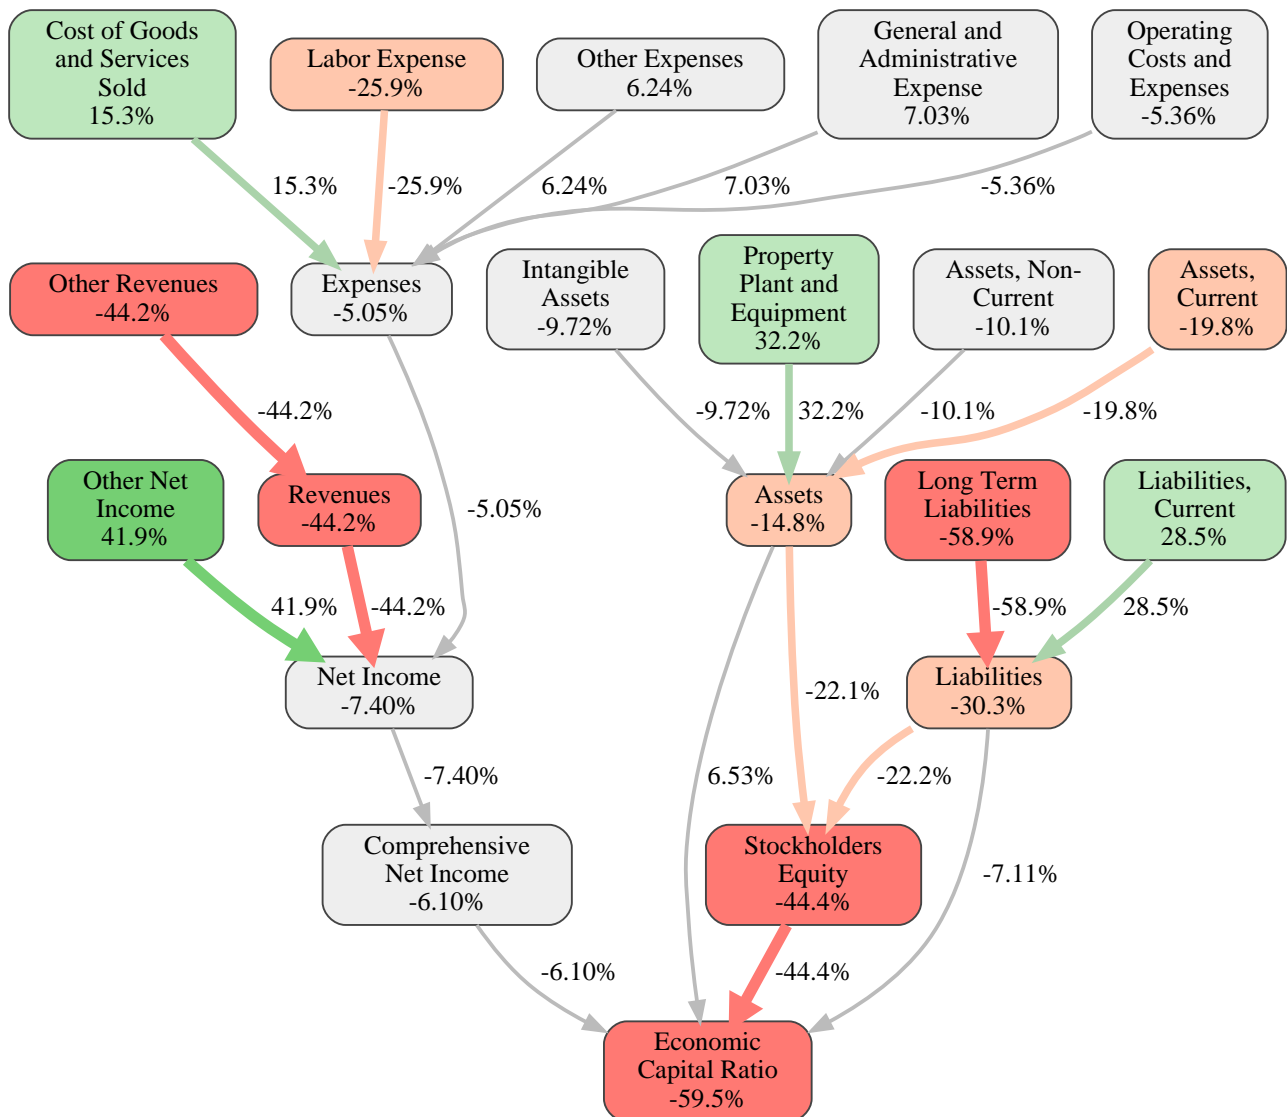 Cost of Goods
and Services
Sold
15.3%
Labor Expense
-25.9%
Other Expenses
6.24%
General and
Administrative
Expense
7.03%
Operating
Costs and
Expenses
-5.36%
15.3%
-25.9%
6.24%
7.03%
-5.36%
Other Revenues
-44.2%
Expenses
-5.05%
Intangible
Assets
-9.72%
Property
Plant and
Equipment
32.2%
Assets, Non-
Current
-10.1%
Assets,
Current
-19.8%
-44.2%
-9.72%
32.2%
-10.1%
-19.8%
Other Net
Income
41.9%
Revenues
-44.2%
-5.05%
Assets
-14.8%
Long Term
Liabilities
-58.9%
Liabilities,
Current
28.5%
41.9%
-44.2%
-58.9%
28.5%
Net Income
-7.40%
-22.1%
Liabilities
-30.3%
-7.40%
6.53%
-22.2%
Comprehensive
Net Income
-6.10%
Stockholders
Equity
-44.4%
-7.11%
-6.10%
-44.4%
Economic
Capital Ratio
-59.5%